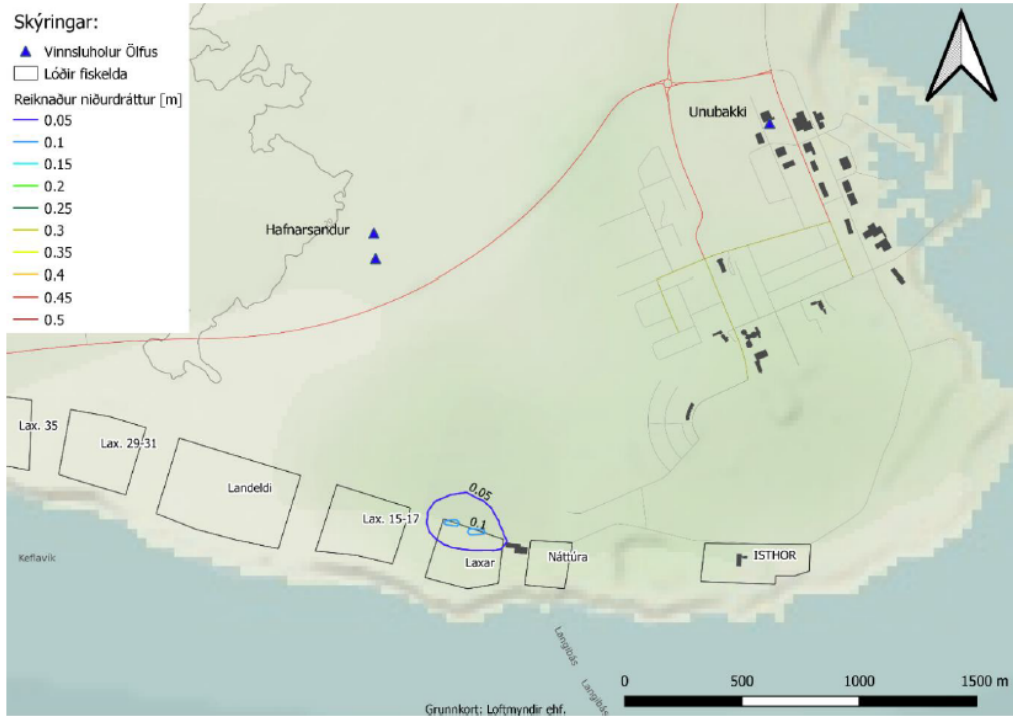 Skýringar:
Vinnsluholur Ölfus
Lóðir fiskelda
Reiknaður niðurdráttur [m]
0.05
0.1
0.15
0.2
0.25
0.3
0.35
0.4
0.45
0.5
Unubakki
Hafnarsandur
Lax. 35
Lax. 29-31
Landeldi
Lax. 15-17
0.05
0.1
Laxar
Náttúra
ISTHOR
Keflavík
Langibás
Langibás
0 500 1000 1500 m
Grunnkort: Loftmyndir ehf.